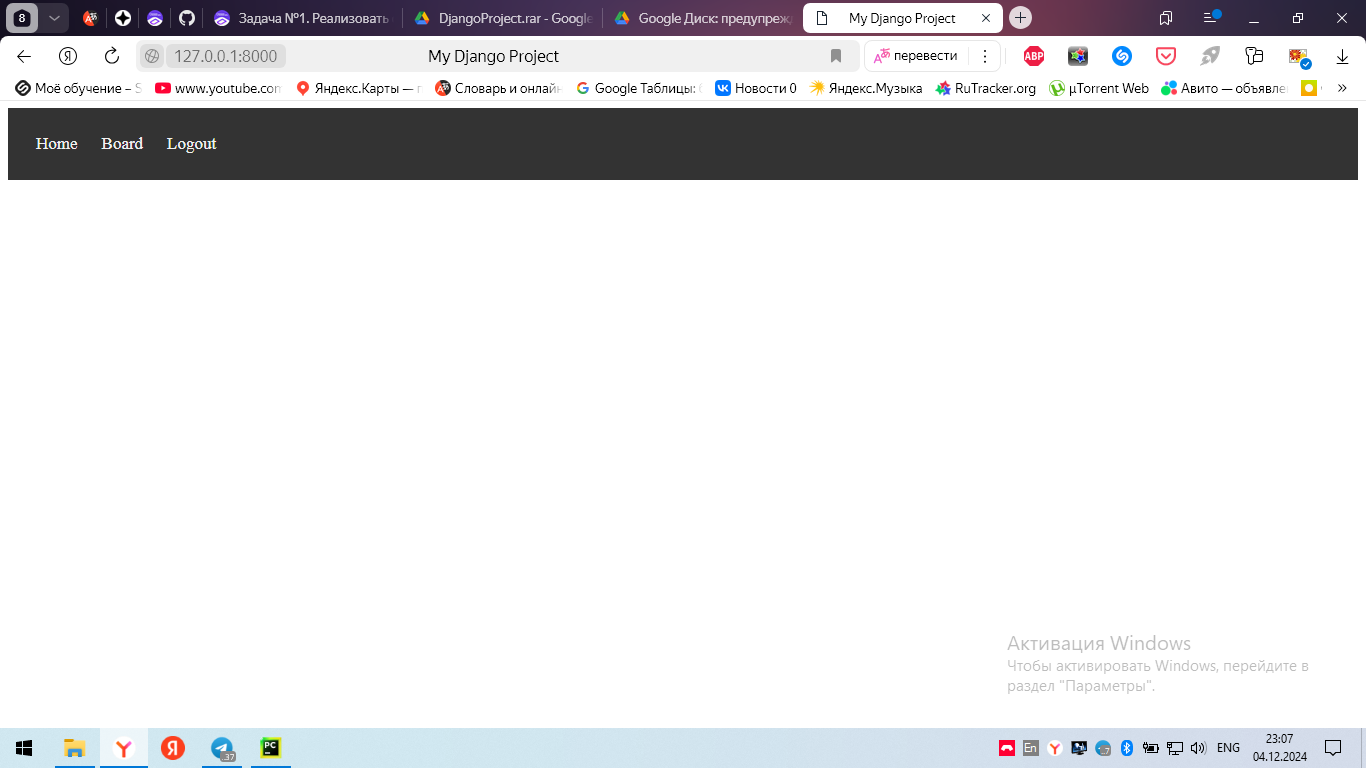 8
Задача №1. Реализовать
DjangoProject.rar - Google
Google Диск: предупреж
My Django Project
127.0.0.1:8000
My Django Project
перевести
ABP
Моё обучение – S
www.youtube.com
Яндекс.Карты — г
Словарь и онлайн
Google Таблицы:
Новости 0
Яндекс.Музыка
RuTracker.org
µTorrent Web
Авито — объявле
Home
Board
Logout
Активация Windows
Чтобы активировать Windows, перейдите в
раздел "Параметры".
37
PC
En
ENG
23:07
04.12.2024